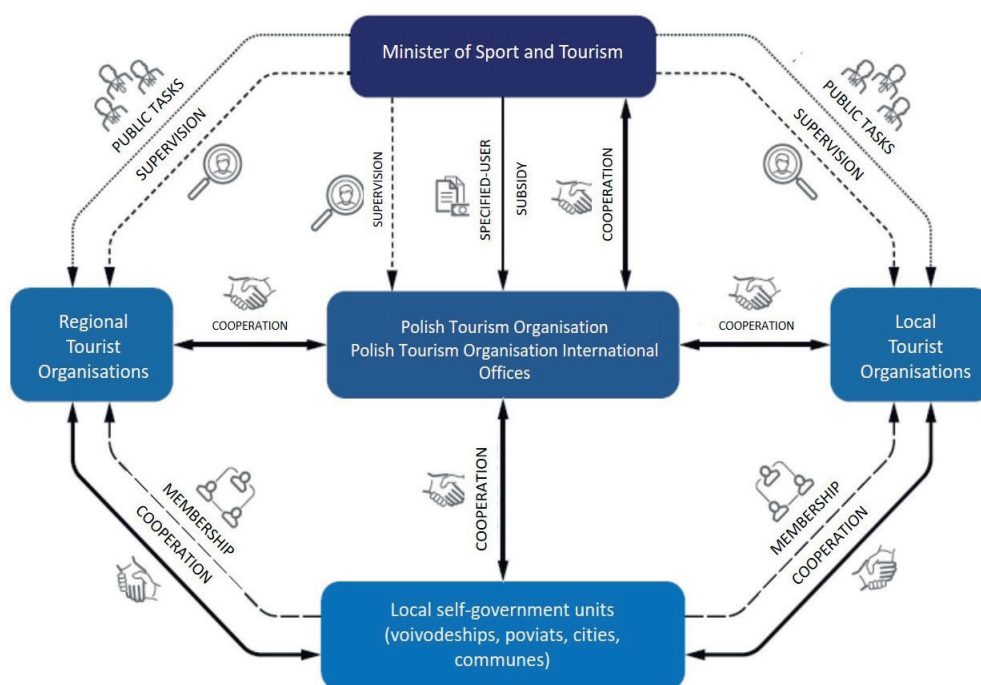 Minister of Sport and Tourism
PUBLIC TASKS
SUPERVISION
SUPERVISION
SPECIFIED-USER
SUBSIDY
COOPERATION
PUBLIC TASKS
SUPERVISION
Regional
Tourist
Organisations
COOPERATION
Polish Tourism Organisation
Polish Tourism Organisation International
Offices
COOPERATION
Local
Tourist
Organisations
MEMBERSHIP
COOPERATION
COOPERATION
MEMBERSHIP
COOPERATION
Local self-government units
(voivodeships, poviats, cities,
communes)